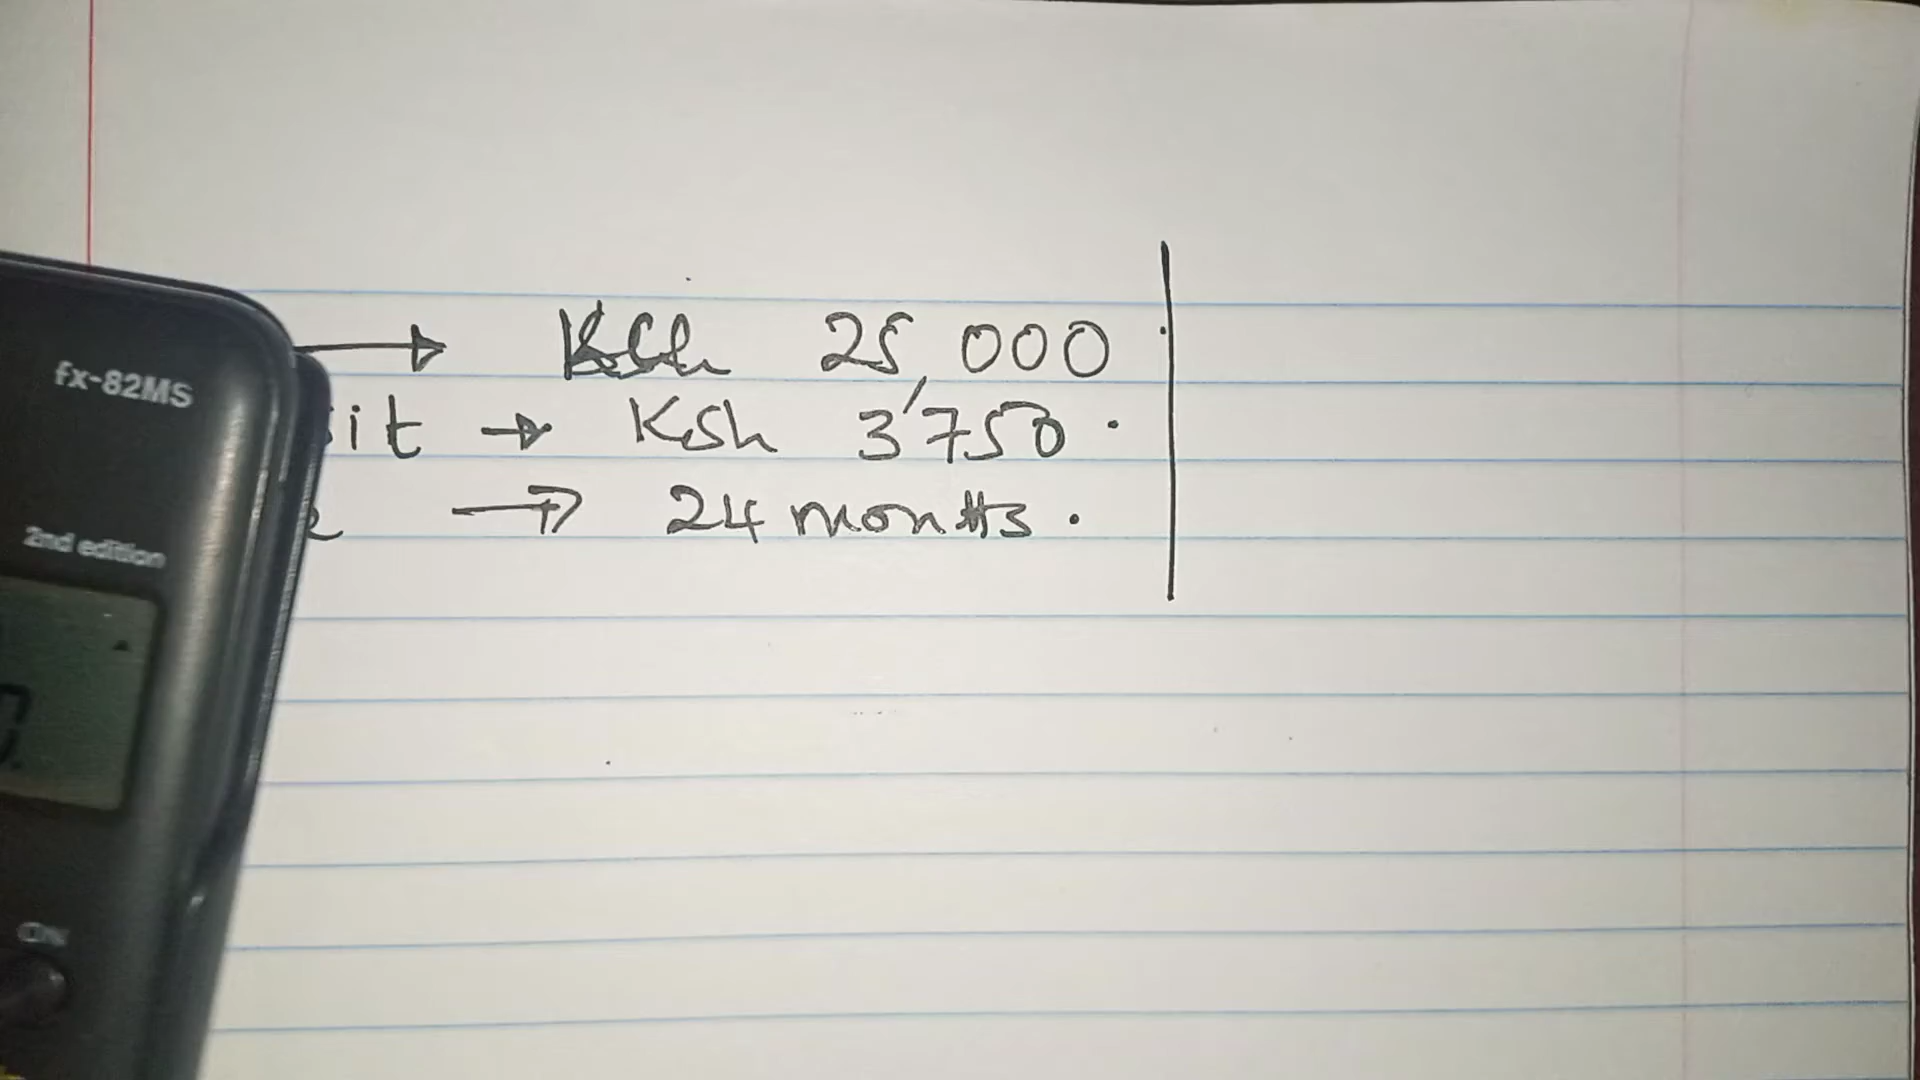 → Ksh 25,000
fx-82MS
it → Ksh 3,750.
2nd edition
→ 24 months.
ON